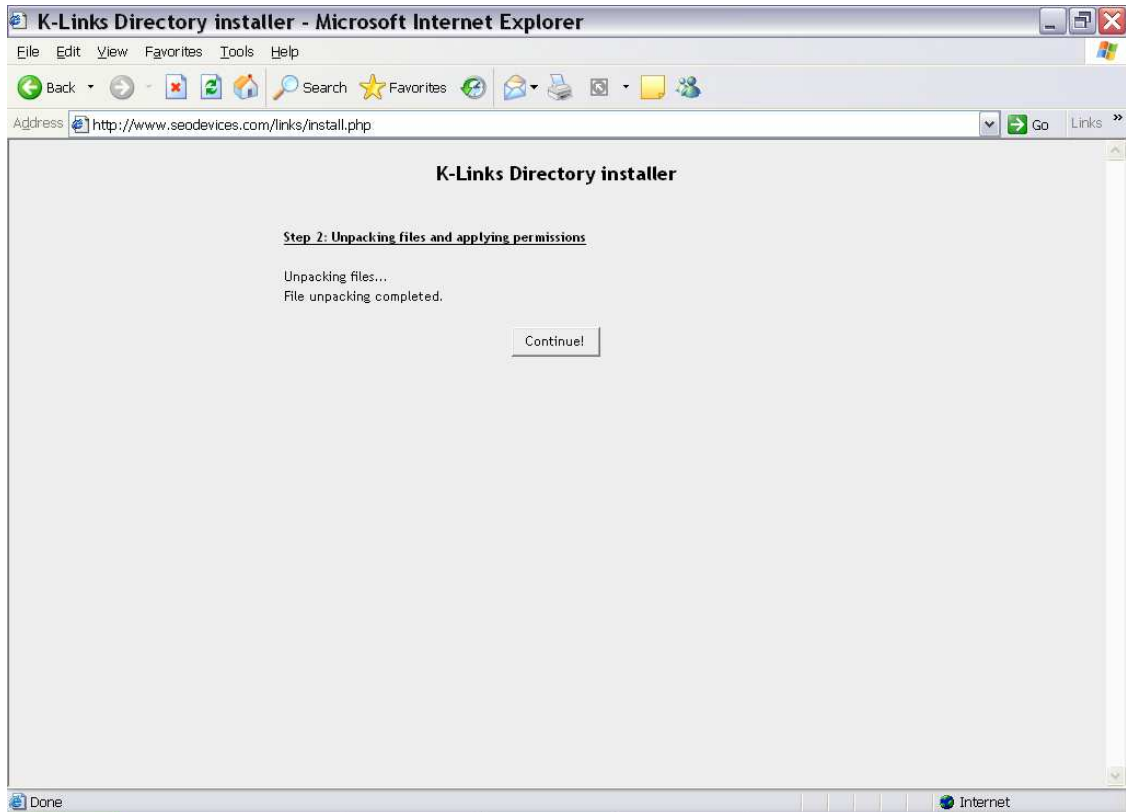 K-Links Directory installer - Microsoft Internet Explorer
File Edit View Favorites Tools Help
Back Search Favorites
Address http://www.seodevices.com/links/install.php Go Links »
K-Links Directory installer
Step 2: Unpacking files and applying permissions
Unpacking files...
File unpacking completed.
Continue!
Done Internet